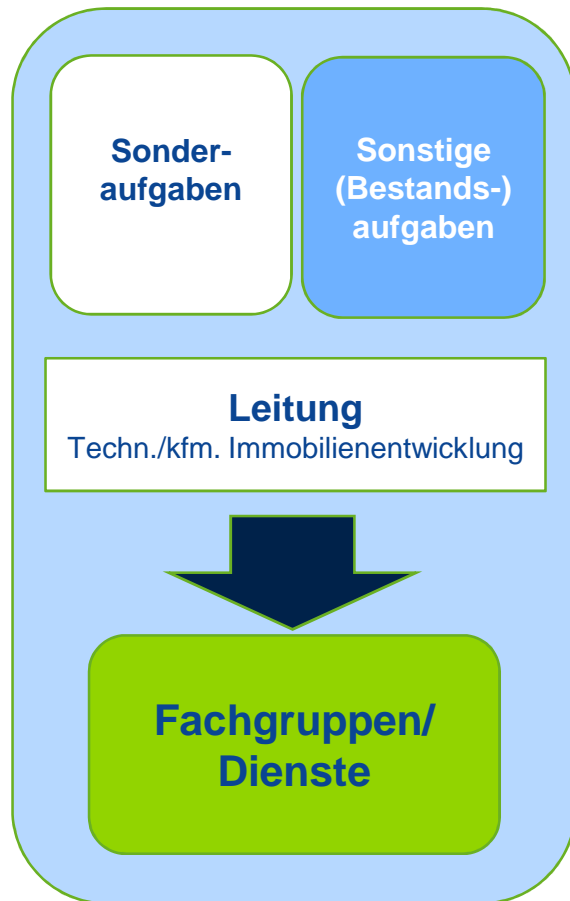 Sonder-
aufgaben
Sonstige
(Bestands-)
aufgaben
Leitung
Techn./kfm. Immobilienentwicklung
Fachgruppen/
Dienste